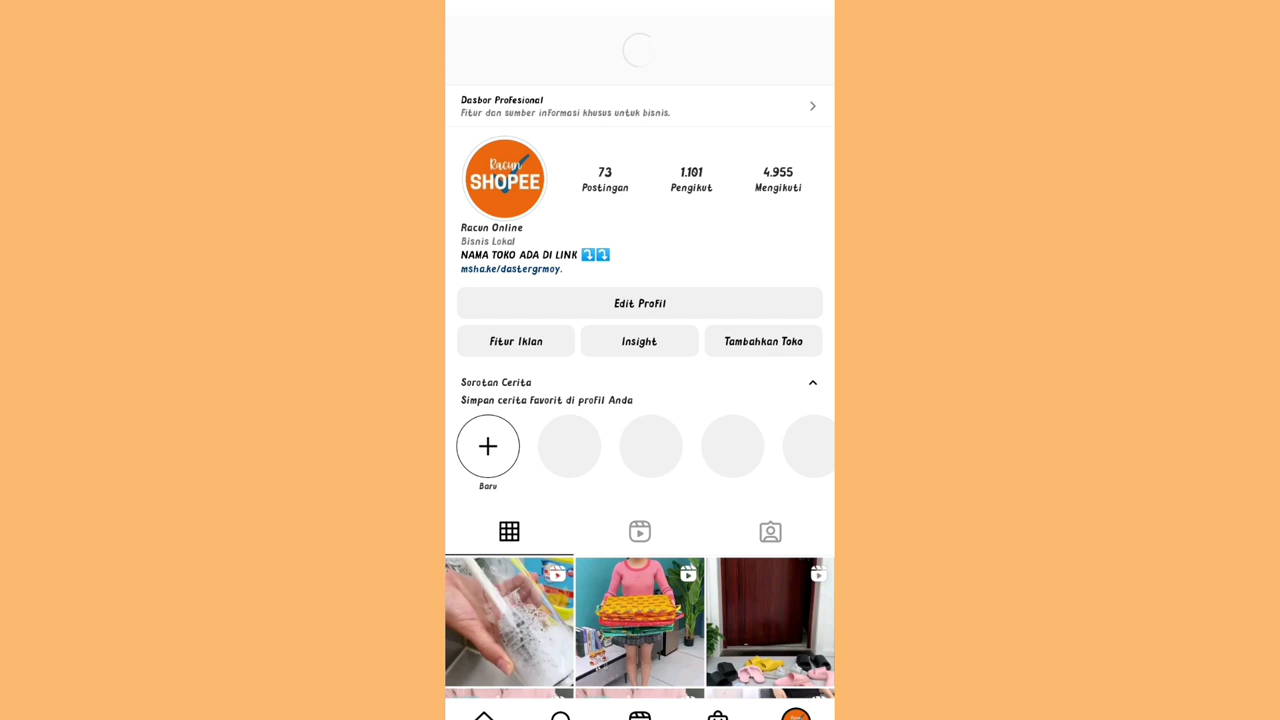 Dasbor Profesional
Fitur dan sumber informasi khusus untuk bisnis.
Racun
SHOPEE
73
Postingan
1.101
Pengikut
4.955
Mengikuti
Racun Online
Bisnis Lokal
NAMA TOKO ADA DI LINK ⤵️⤵️
msha.ke/dastergrmoy.
Edit Profil
Fitur Iklan
Insight
Tambahkan Toko
Sorotan Cerita
Simpan cerita favorit di profil Anda
Baru